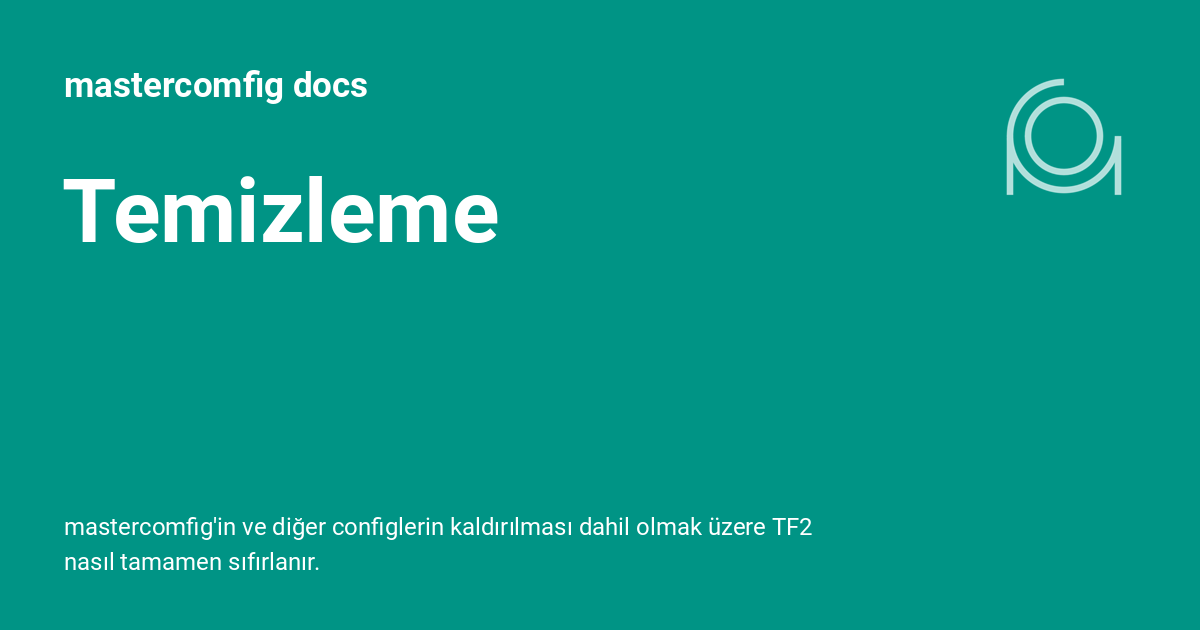 mastercomfig docs
Temizleme
mastercomfig'in ve diğer configlerin kaldırılması dahil olmak üzere TF2
nasıl tamamen sıfırlanır.